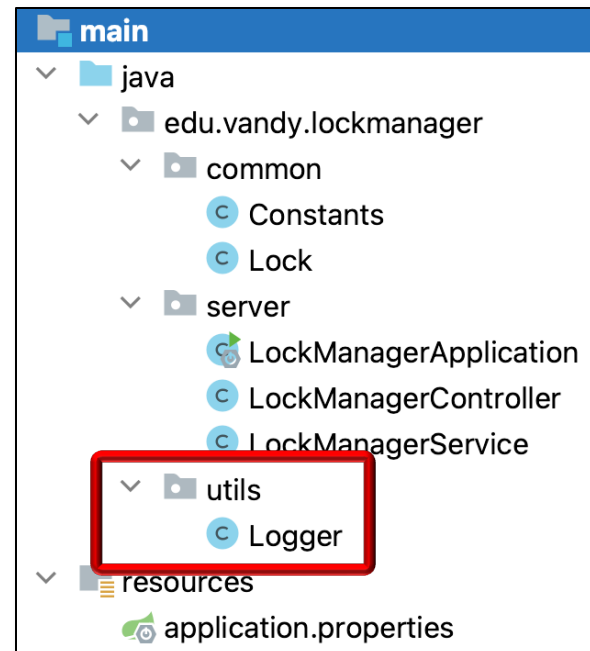 main
java
edu.vandy.lockmanager
common
Constants
Lock
server
LockManagerApplication
LockManagerController
LockManagerService
utils
Logger
resources
application.properties